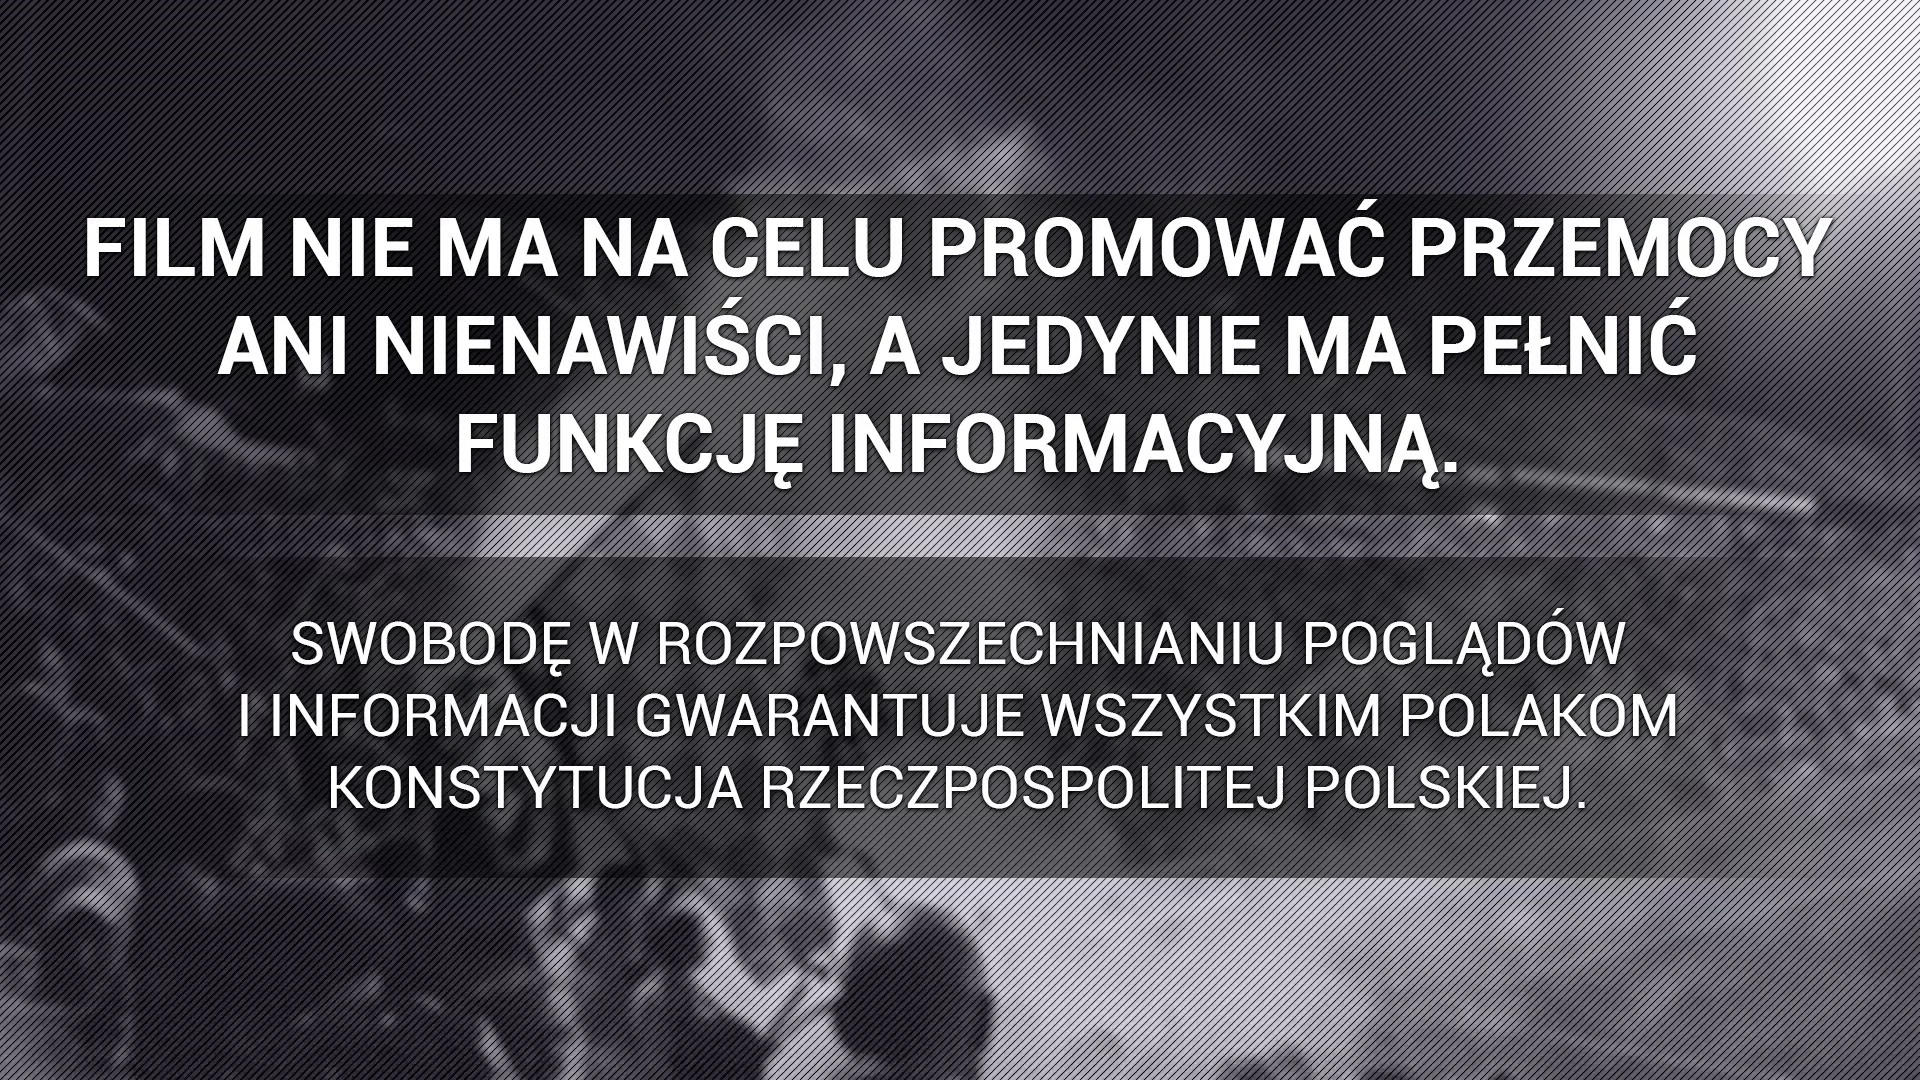 FILM NIE MA NA CELU PROMOWAĆ PRZEMOCY
ANI NIENAWIŚCI, A JEDYNIE MA PEŁNIĆ
FUNKCJĘ INFORMACYJNĄ.
SWOBODĘ W ROZPOWSZECHNIANIU POGLĄDÓW
I INFORMACJI GWARANTUJE WSZYSTKIM POLAKOM
KONSTYTUCJA RZECZPOSPOLITEJ POLSKIEJ.